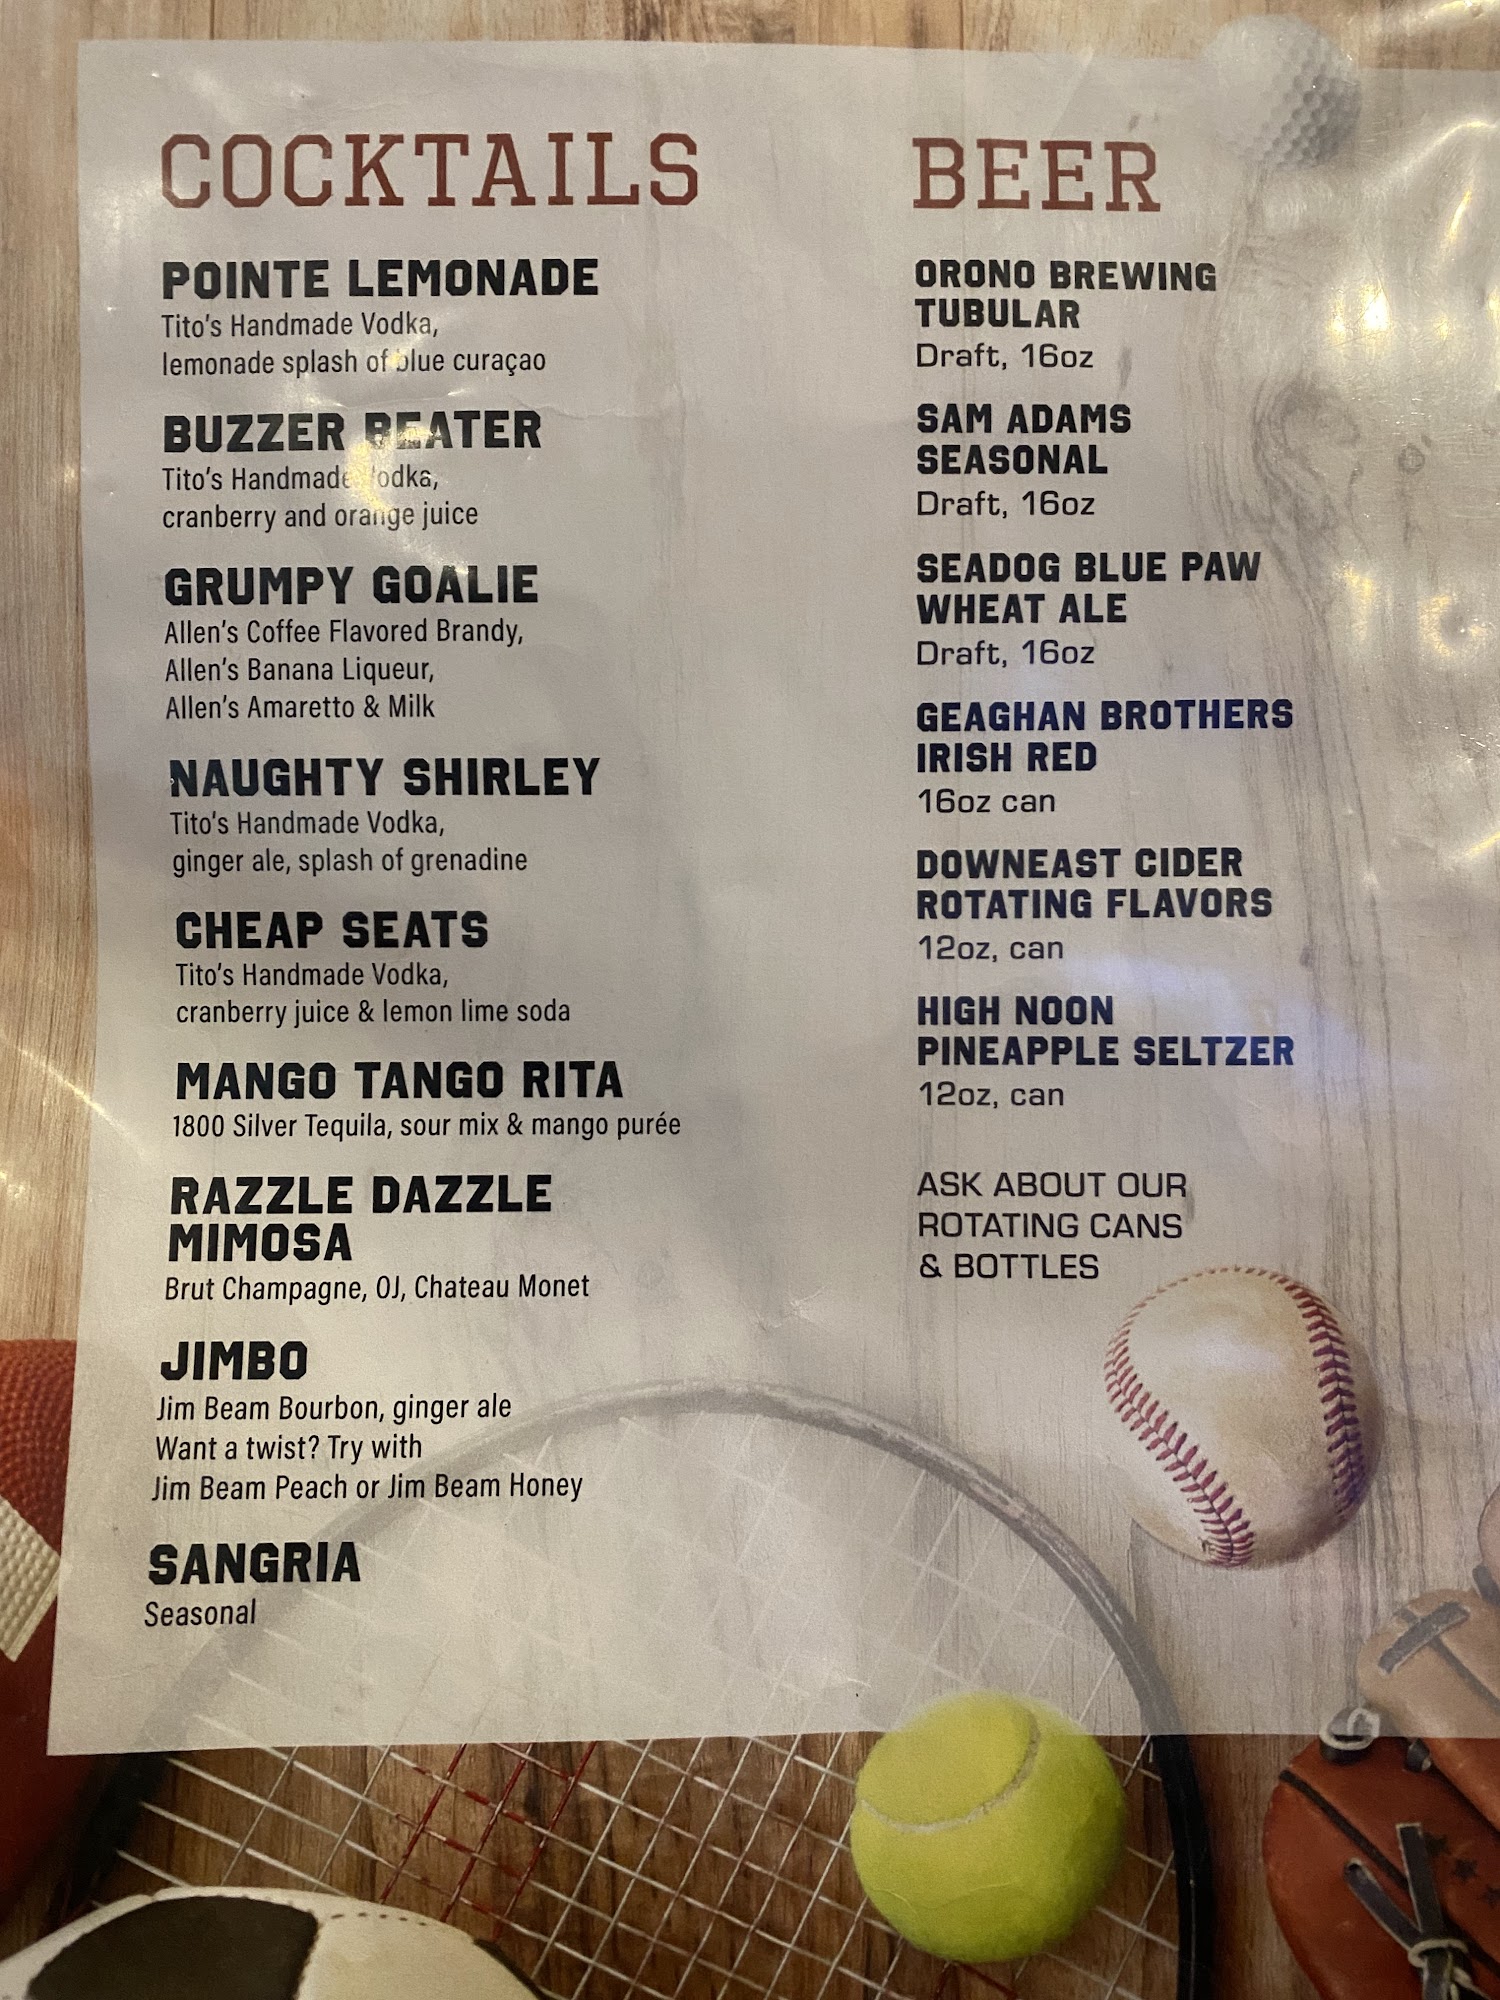 COCKTAILS
POINTE LEMONADE
Tito's Handmade Vodka,
lemonade splash of blue curaçao
BUZZER BEATER
Tito's Handmade Vodka,
cranberry and orange juice
GRUMPY GOALIE
Allen's Coffee Flavored Brandy,
Allen's Banana Liqueur,
Allen's Amaretto & Milk
NAUGHTY SHIRLEY
Tito's Handmade Vodka,
ginger ale, splash of grenadine
CHEAP SEATS
Tito's Handmade Vodka,
cranberry juice & lemon lime soda
MANGO TANGO RITA
1800 Silver Tequila, sour mix & mango purée
RAZZLE DAZZLE
MIMOSA
Brut Champagne, OJ, Chateau Monet
JIMBO
Jim Beam Bourbon, ginger ale
Want a twist? Try with
Jim Beam Peach or Jim Beam Honey
SANGRIA
Seasonal
BEER
ORONO BREWING
TUBULAR
Draft, 16oz
SAM ADAMS
SEASONAL
Draft, 16oz
SEADOG BLUE PAW
WHEAT ALE
Draft, 16oz
GEAGHAN BROTHERS
IRISH RED
16oz can
DOWNEAST CIDER
ROTATING FLAVORS
12oz, can
HIGH NOON
PINEAPPLE SELTZER
12oz, can
ASK ABOUT OUR
ROTATING CANS
& BOTTLES